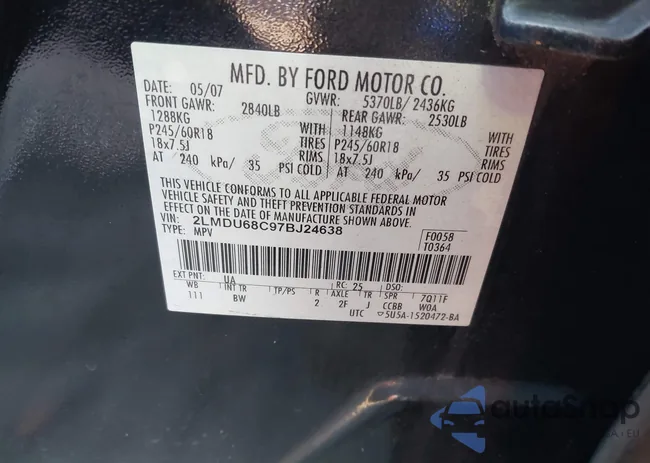 MFD. BY FORD MOTOR CO.
DATE: 05/07 GVWR: 5370LB/ 2436KG
FRONT GAWR: 2840LB REAR GAWR: 2530LB
1288KG WITH 1148KG WITH
P245/60R18 TIRES P245/60R18 TIRES
18x7.5J RIMS 18x7.5J RIMS
AT 240 kPa/ 35 PSI COLD AT 240 kPa/ 35 PSI COLD
THIS VEHICLE CONFORMS TO ALL APPLICABLE FEDERAL MOTOR
VEHICLE SAFETY AND THEFT PREVENTION STANDARDS IN
EFFECT ON THE DATE OF MANUFACTURE SHOWN ABOVE.
VIN: 2LMDU68C97BJ24638 F0058
TYPE: MPV T0364
EXT PNT: UA RC: 25 DSO:
WB INT TR TP/PS R AXLE TR SPR 7Q11F
111 BW 2 2F J CCBB W0A
UTC 5U5A-1520472-BA
autoSnap